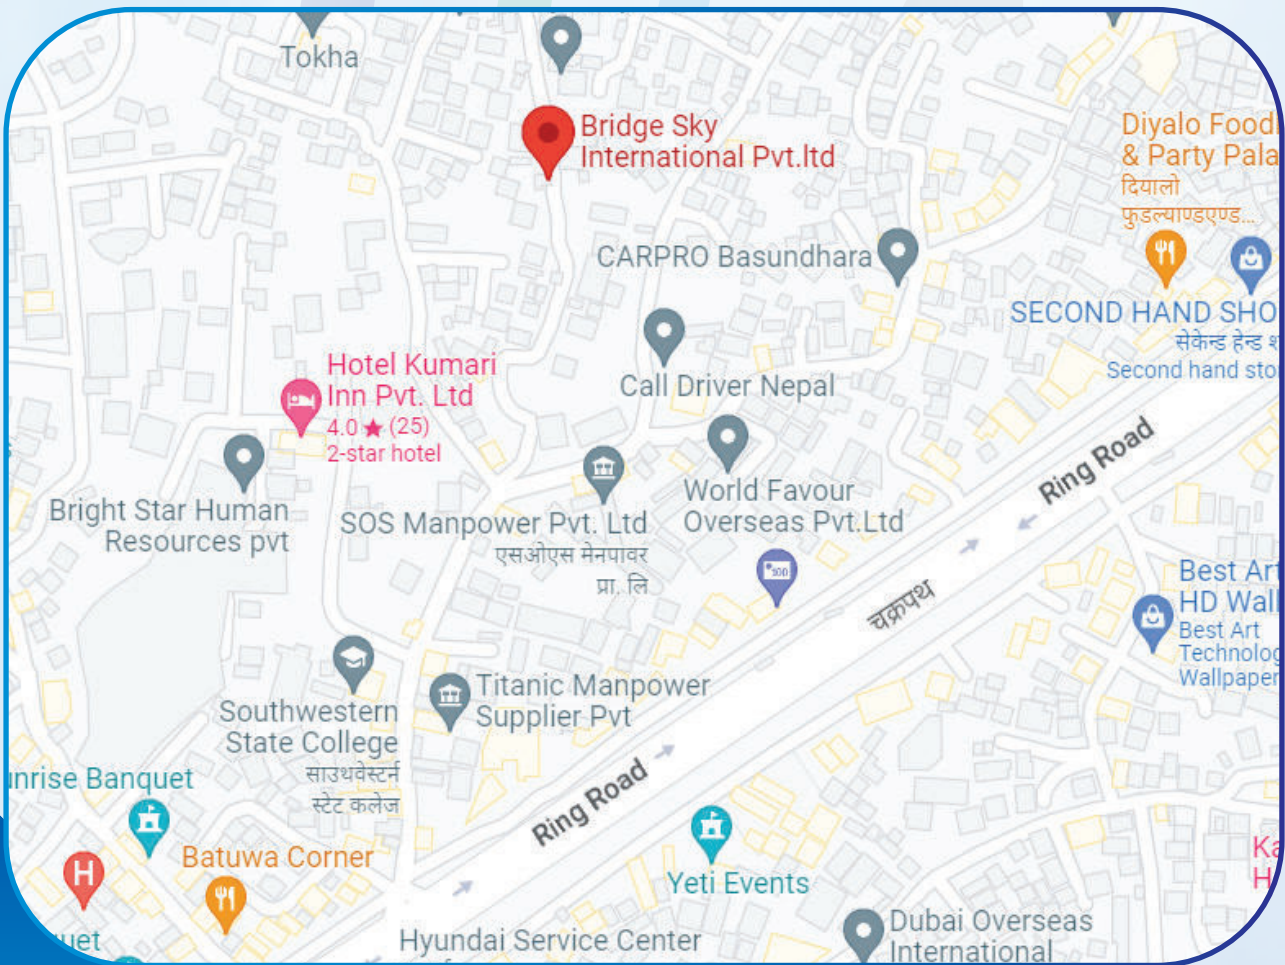 Tokha
Bridge Sky
International Pvt.ltd
Diyalo Food
& Party Pala
दियालो
फुडल्याण्डएण्ड...
CARPRO Basundhara
SECOND HAND SHO
सेकेन्ड हेन्ड श
Second hand sto
Hotel Kumari
Inn Pvt. Ltd
4.0 ★ (25)
2-star hotel
Call Driver Nepal
Ring Road
Bright Star Human
Resources pvt
SOS Manpower Pvt. Ltd
एसओएस मेनपावर
प्रा. लि
World Favour
Overseas Pvt.Ltd
चक्रपथ
Best Art
HD Wall
Best Art
Technolog
Wallpaper
Southwestern
State College
साउथवेस्टर्न
स्टेट कलेज
Titanic Manpower
Supplier Pvt
unrise Banquet
Ring Road
Batuwa Corner
H
Yeti Events
Ka
H
uet
Hyundai Service Center
Dubai Overseas
International